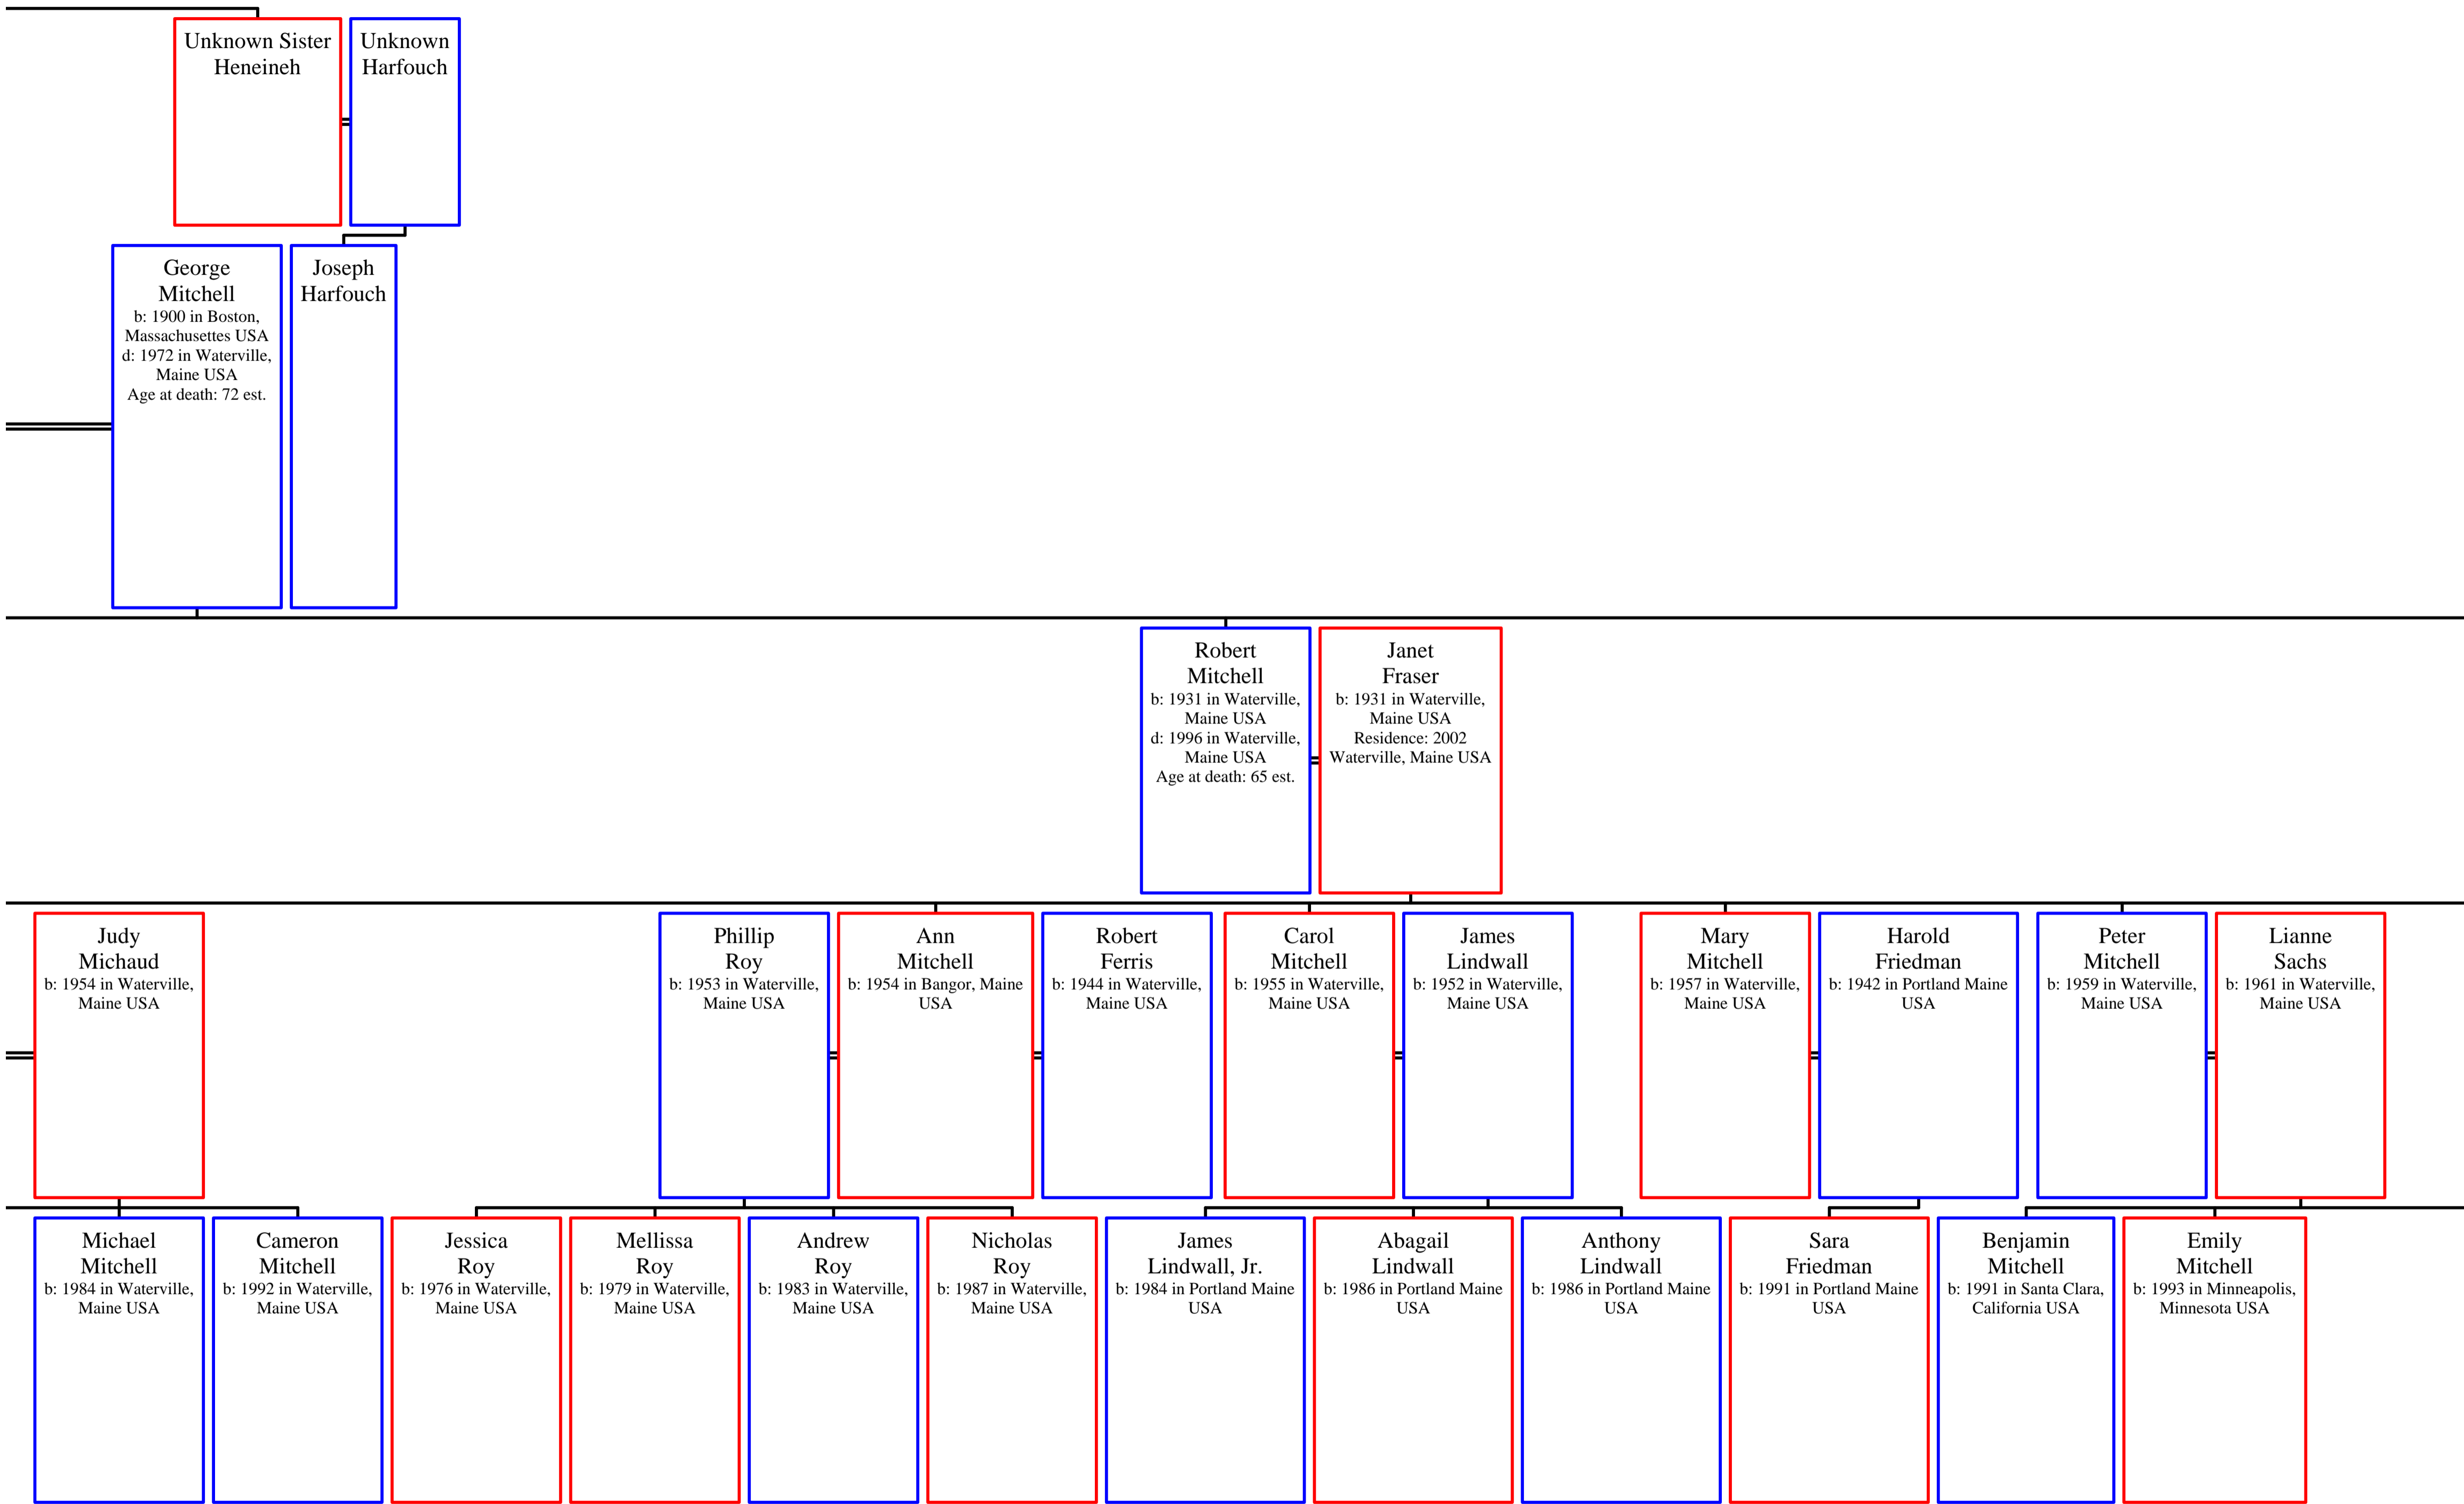 Unknown Sister
Heneineh
Unknown
Harfouch
George
Mitchell
b: 1900 in Boston,
Massachusettes USA
d: 1972 in Waterville,
Maine USA
Age at death: 72 est.
Joseph
Harfouch
Robert
Mitchell
b: 1931 in Waterville,
Maine USA
d: 1996 in Waterville,
Maine USA
Age at death: 65 est.
Janet
Fraser
b: 1931 in Waterville,
Maine USA
Residence: 2002
Waterville, Maine USA
Judy
Michaud
b: 1954 in Waterville,
Maine USA
Phillip
Roy
b: 1953 in Waterville,
Maine USA
Ann
Mitchell
b: 1954 in Bangor, Maine
USA
Robert
Ferris
b: 1944 in Waterville,
Maine USA
Carol
Mitchell
b: 1955 in Waterville,
Maine USA
James
Lindwall
b: 1952 in Waterville,
Maine USA
Mary
Mitchell
b: 1957 in Waterville,
Maine USA
Harold
Friedman
b: 1942 in Portland Maine
USA
Peter
Mitchell
b: 1959 in Waterville,
Maine USA
Lianne
Sachs
b: 1961 in Waterville,
Maine USA
Michael
Mitchell
b: 1984 in Waterville,
Maine USA
Cameron
Mitchell
b: 1992 in Waterville,
Maine USA
Jessica
Roy
b: 1976 in Waterville,
Maine USA
Mellissa
Roy
b: 1979 in Waterville,
Maine USA
Andrew
Roy
b: 1983 in Waterville,
Maine USA
Nicholas
Roy
b: 1987 in Waterville,
Maine USA
James
Lindwall, Jr.
b: 1984 in Portland Maine
USA
Abagail
Lindwall
b: 1986 in Portland Maine
USA
Anthony
Lindwall
b: 1986 in Portland Maine
USA
Sara
Friedman
b: 1991 in Portland Maine
USA
Benjamin
Mitchell
b: 1991 in Santa Clara,
California USA
Emily
Mitchell
b: 1993 in Minneapolis,
Minnesota USA